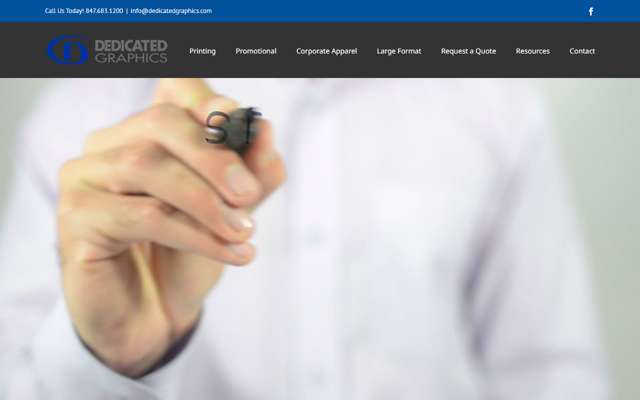 Call Us Today! 847.683.1200 | info@dedicatedgraphics.com
DEDICATED
GRAPHICS
Printing
Promotional
Corporate Apparel
Large Format
Request a Quote
Resources
Contact